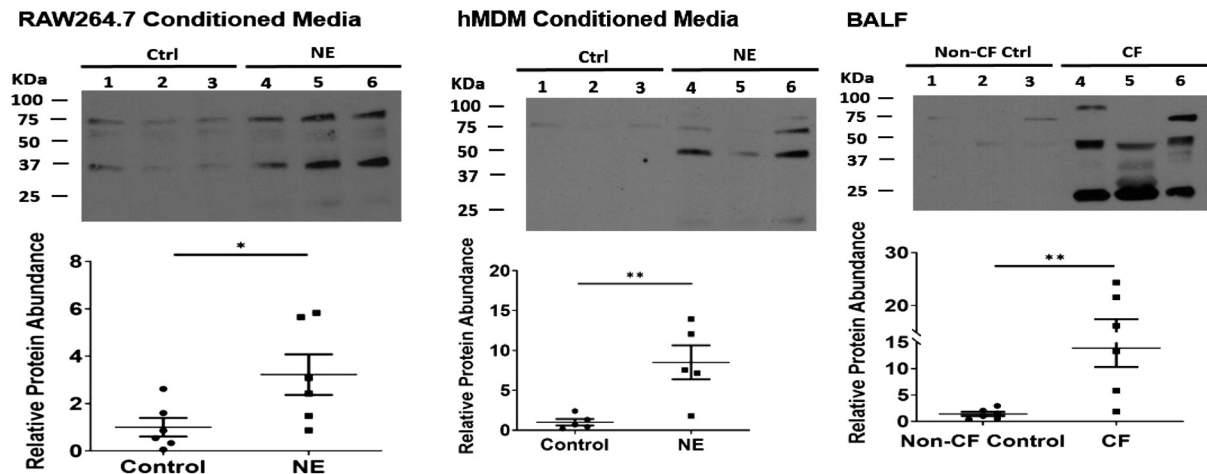 RAW264.7 Conditioned Media
Ctrl NE
KDa 1 2 3 4 5 6
100
75
50
37
25
Relative Protein Abundance
*
8
6
4
2
0
Control NE
hMDM Conditioned Media
Ctrl NE
KDa 1 2 3 4 5 6
100
75
50
37
25
Relative Protein Abundance
**
20
15
10
5
0
Control NE
BALF
Non-CF Ctrl CF
KDa 1 2 3 4 5 6
100
75
50
37
25
Relative Protein Abundance
**
30
20
15
10
5
0
Non-CF Control CF